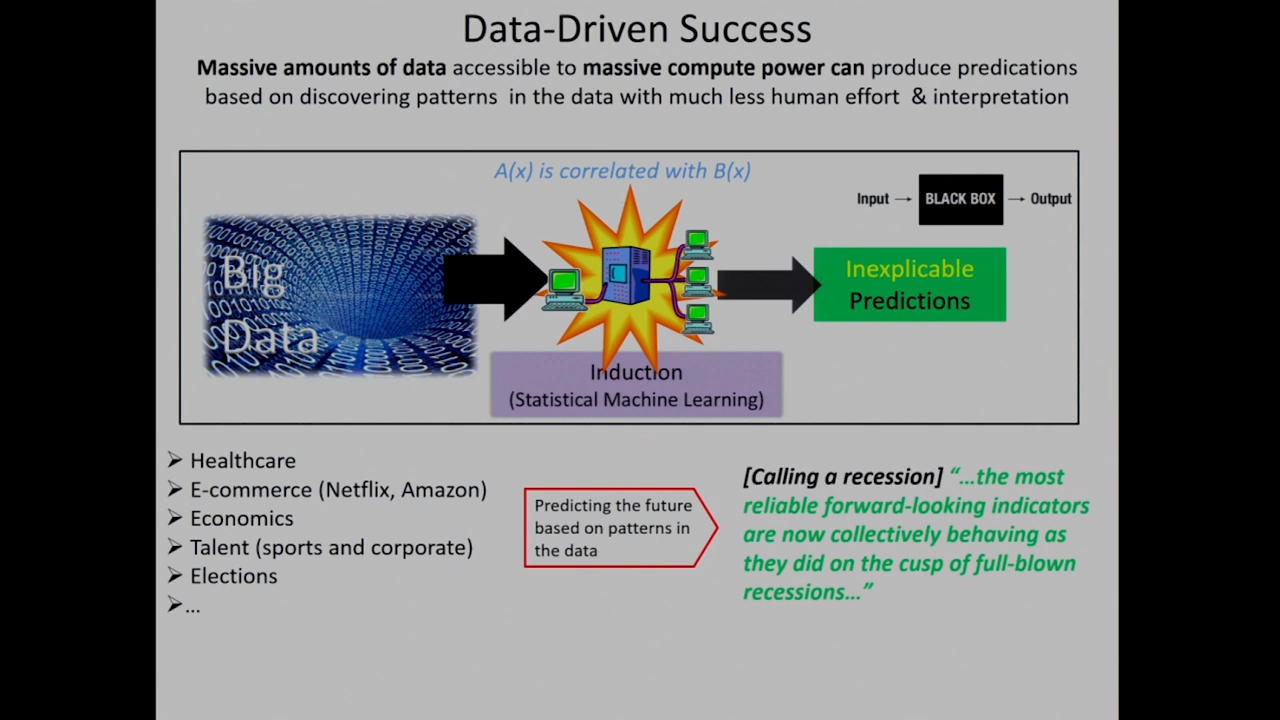 Data-Driven Success
Massive amounts of data accessible to massive compute power can produce predications
based on discovering patterns in the data with much less human effort & interpretation
A(x) is correlated with B(x)
Input → BLACK BOX → Output
Big
Data
Inexplicable
Predictions
Induction
(Statistical Machine Learning)
➢ Healthcare
➢ E-commerce (Netflix, Amazon)
➢ Economics
➢ Talent (sports and corporate)
➢ Elections
➢...
Predicting the future
based on patterns in
the data
[Calling a recession] “...the most
reliable forward-looking indicators
are now collectively behaving as
they did on the cusp of full-blown
recessions...”